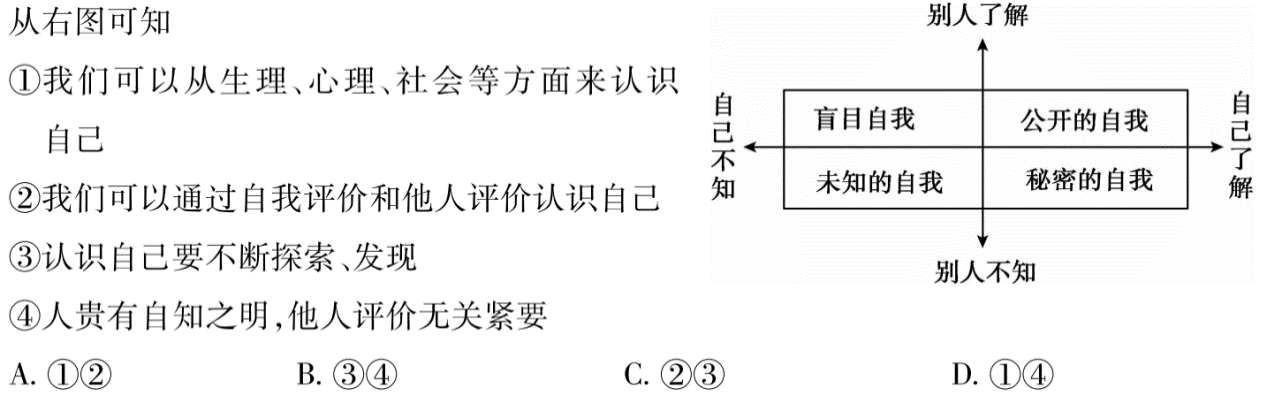 从右图可知
①我们可以从生理、心理、社会等方面来认识
自己
②我们可以通过自我评价和他人评价认识自己
③认识自己要不断探索、发现
④人贵有自知之明,他人评价无关紧要
A. ①②  B. ③④  C. ②③  D. ①④
别人了解
自己不知
盲目自我
公开的自我
自己了解
未知的自我
秘密的自我
别人不知